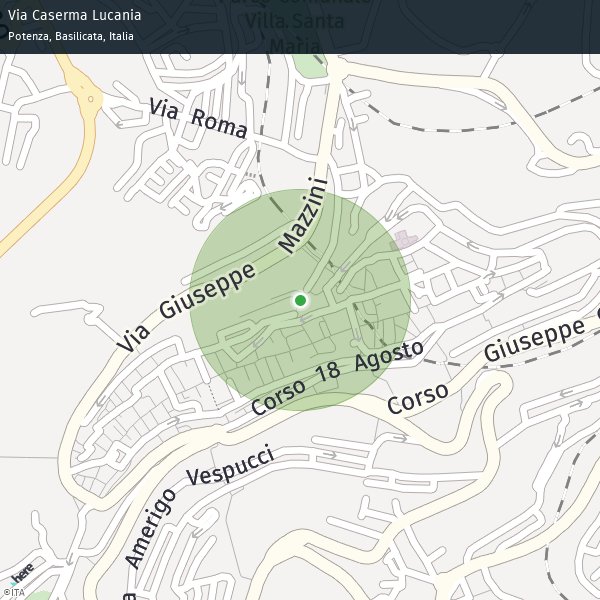 Via Caserma Lucania
Potenza, Basilicata, Italia
Villa Santa
Maria
Via Roma
Via Giuseppe Mazzini
Corso 18 Agosto
Corso Giuseppe
Amerigo Vespucci
here
©ITA